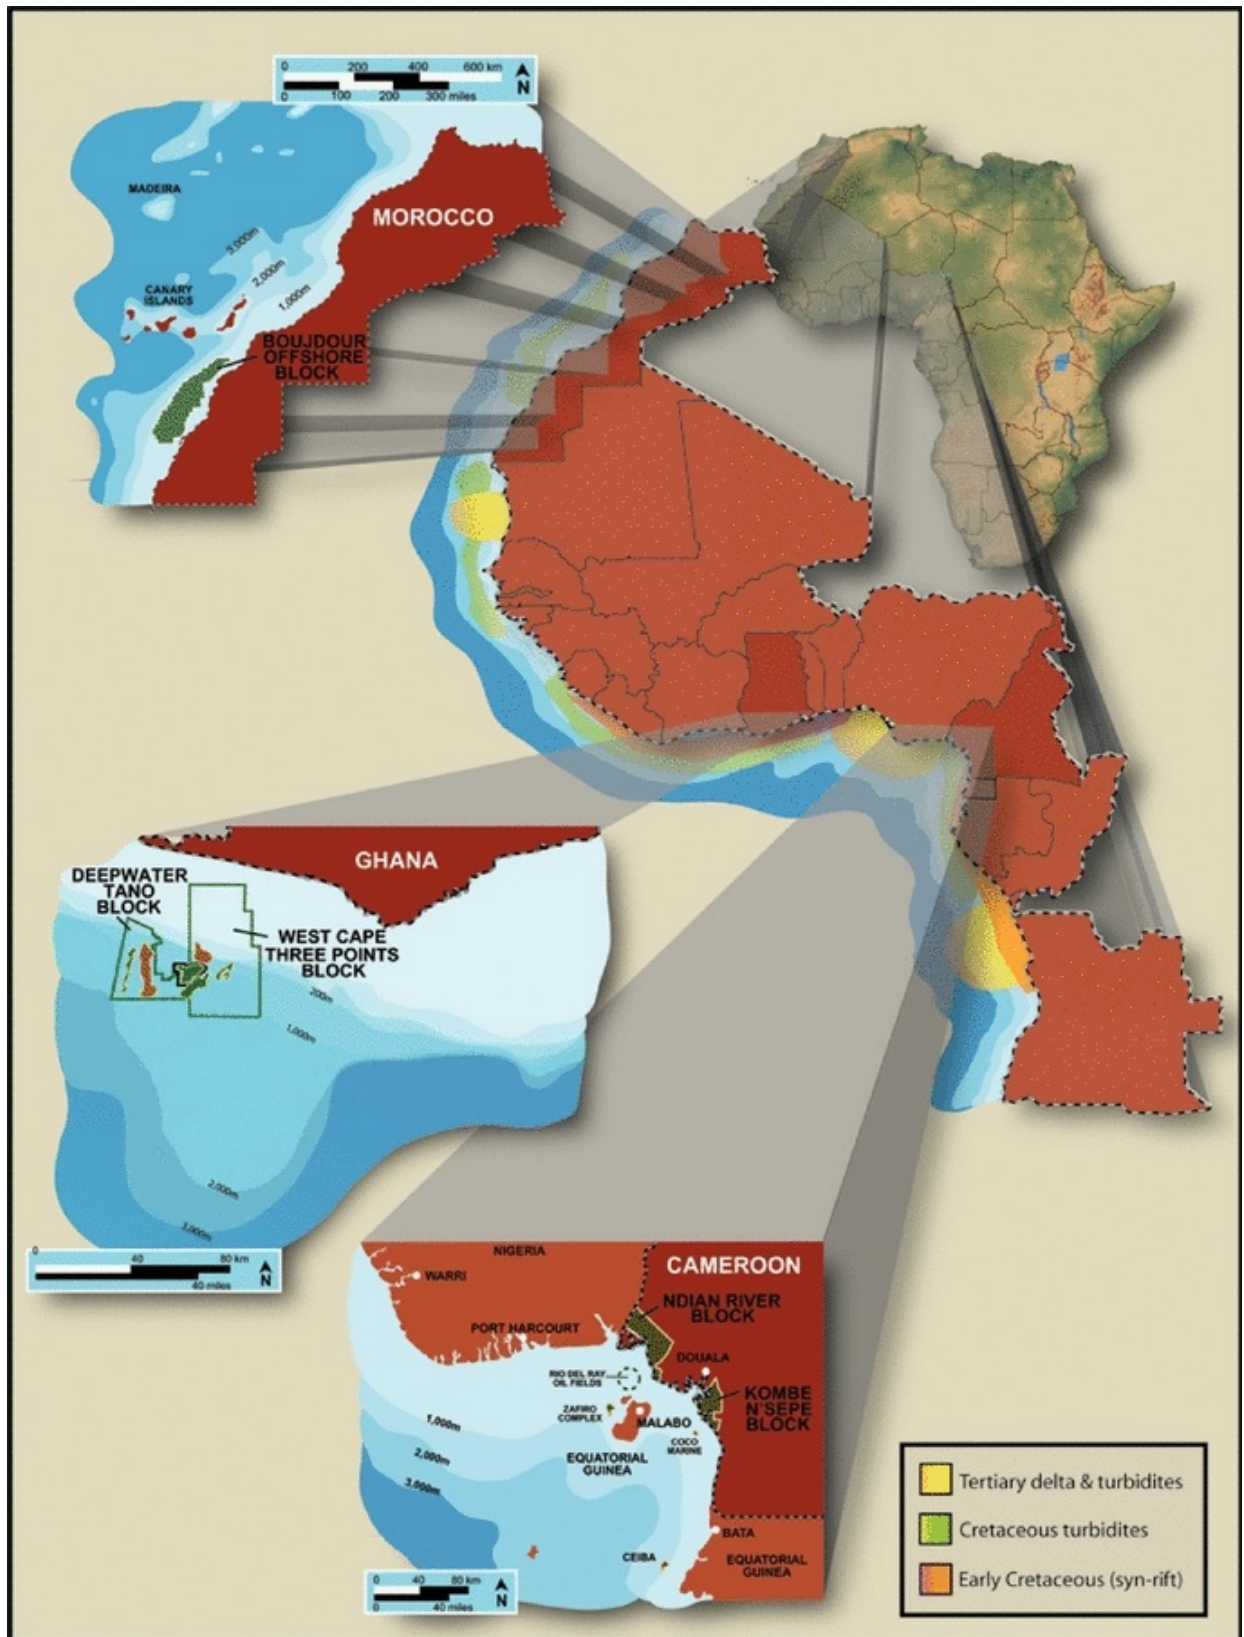 0 200 400 600 km
N
0 100 200 300 miles
MADEIRA
MOROCCO
3,000m
2,000m
1,000m
CANARY
ISLANDS
BOUJDOUR
OFFSHORE
BLOCK
GHANA
DEEPWATER
TANO
BLOCK
WEST CAPE
THREE POINTS
BLOCK
200m
1,000m
2,000m
3,000m
0 40 80 km
N
40 miles
NIGERIA
CAMEROON
WARRI
NDIAN RIVER
BLOCK
PORT HARCOURT
DOUALA
RIO DEL RAY
OIL FIELDS
KOMBE
N'SEPE
BLOCK
ZAFIRO
COMPLEX
MALABO
COCO
MARINE
1,000m
2,000m
3,000m
EQUATORIAL
GUINEA
BATA
CEIBA
EQUATORIAL
GUINEA
0 40 80 km
N
0 40 miles
Tertiary delta & turbidites
Cretaceous turbidites
Early Cretaceous (syn-rift)